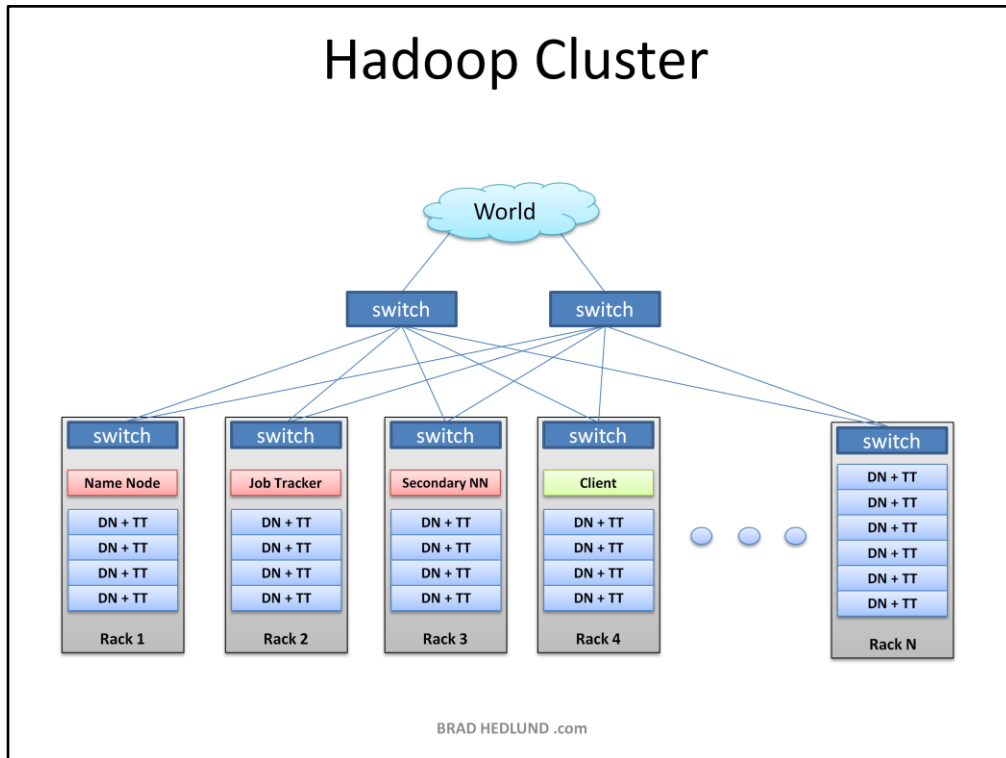 Hadoop Cluster
World
switch switch
switch switch switch switch switch
Name Node Job Tracker Secondary NN Client DN + TT
DN + TT
DN + TT DN + TT DN + TT DN + TT DN + TT
DN + TT DN + TT DN + TT DN + TT DN + TT
DN + TT DN + TT DN + TT DN + TT DN + TT
DN + TT DN + TT DN + TT DN + TT DN + TT
Rack 1 Rack 2 Rack 3 Rack 4 Rack N
BRAD HEDLUND .com